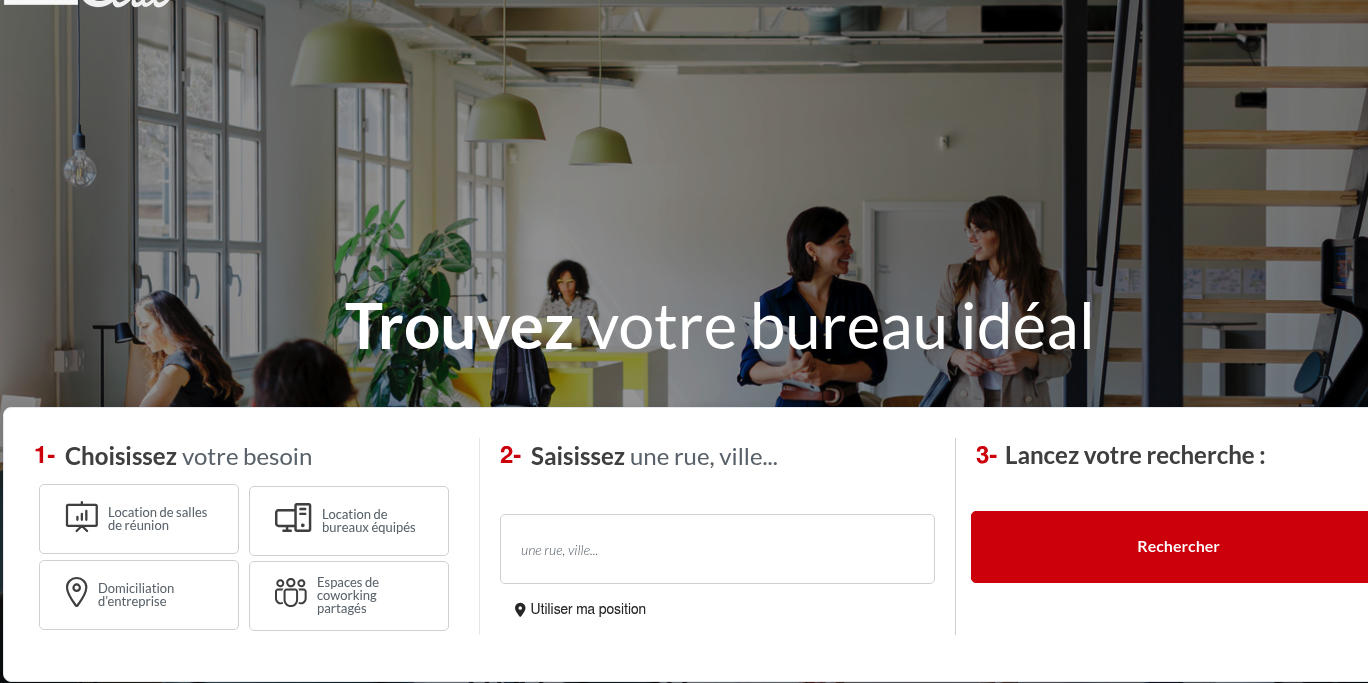 Trouvez votre bureau idéal
1- Choisissez votre besoin
Location de salles
de réunion
Location de
bureaux équipés
Domiciliation
d'entreprise
Espaces de
coworking
partagés
2- Saisissez une rue, ville...
une rue, ville...
Utiliser ma position
3- Lancez votre recherche :
Rechercher